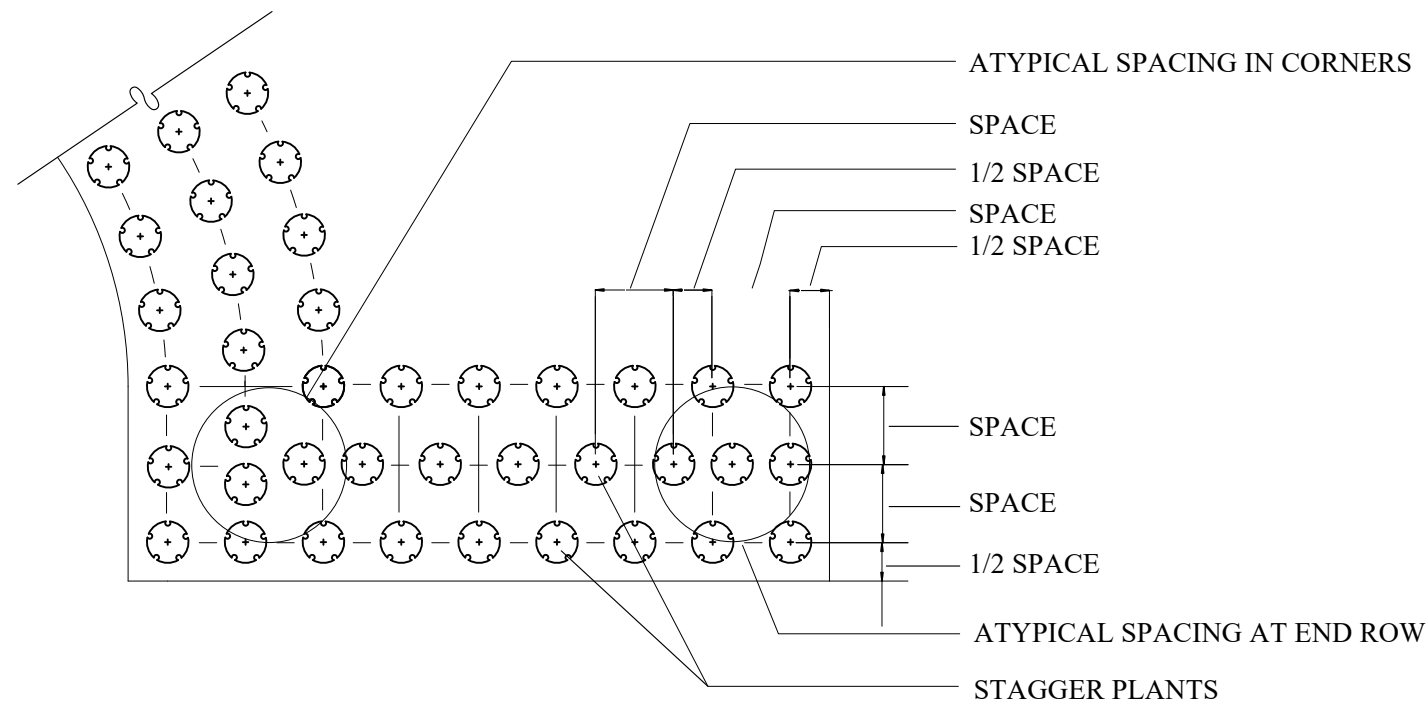 ATYPICAL SPACING IN CORNERS
SPACE
1/2 SPACE
SPACE
1/2 SPACE
SPACE
SPACE
1/2 SPACE
ATYPICAL SPACING AT END ROW
STAGGER PLANTS